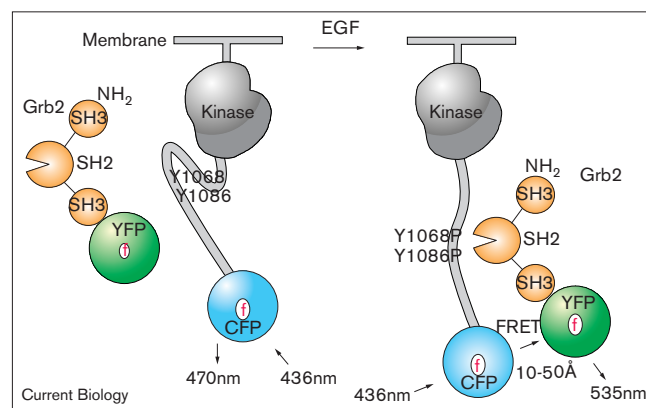 Membrane
EGF
Kinase
Grb2
NH2
SH3
SH2
SH3
YFP
f
Y1068
Y1086
f
CFP
470nm
436nm
Kinase
NH2
Grb2
SH3
SH2
Y1068P
Y1086P
SH3
YFP
f
FRET
f
CFP
10-50Å
436nm
535nm
Current Biology